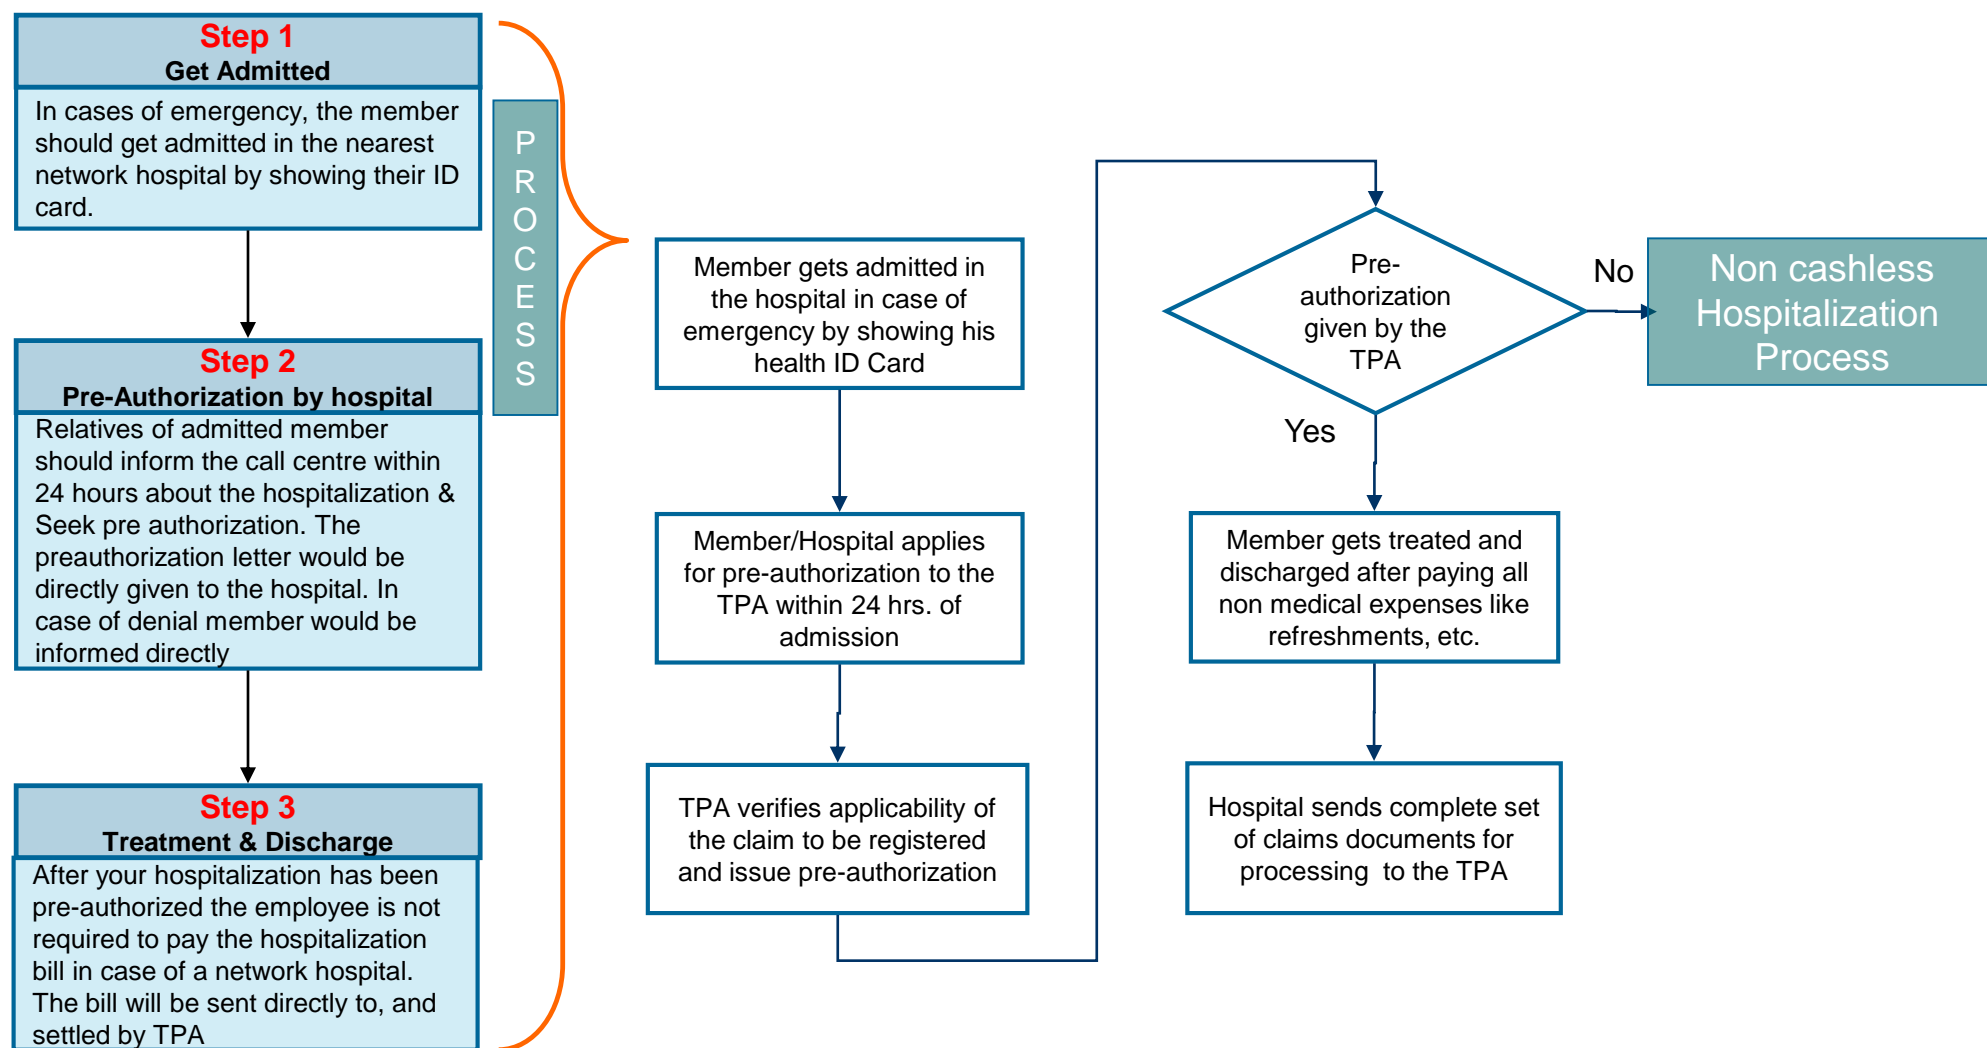 Step 1
Get Admitted
In cases of emergency, the member
should get admitted in the nearest
network hospital by showing their ID
card.
Step 2
Pre-Authorization by hospital
Relatives of admitted member
should inform the call centre within
24 hours about the hospitalization &
Seek pre authorization. The
preauthorization letter would be
directly given to the hospital. In
case of denial member would be
informed directly
Step 3
Treatment & Discharge
After your hospitalization has been
pre-authorized the employee is not
required to pay the hospitalization
bill in case of a network hospital.
The bill will be sent directly to, and
settled by TPA
P
R
O
C
E
S
S
Member gets admitted in
the hospital in case of
emergency by showing his
health ID Card
Member/Hospital applies
for pre-authorization to the
TPA within 24 hrs. of
admission
TPA verifies applicability of
the claim to be registered
and issue pre-authorization
Pre-
authorization
given by the
TPA
No
Non cashless
Hospitalization
Process
Yes
Member gets treated and
discharged after paying all
non medical expenses like
refreshments, etc.
Hospital sends complete set
of claims documents for
processing  to the TPA